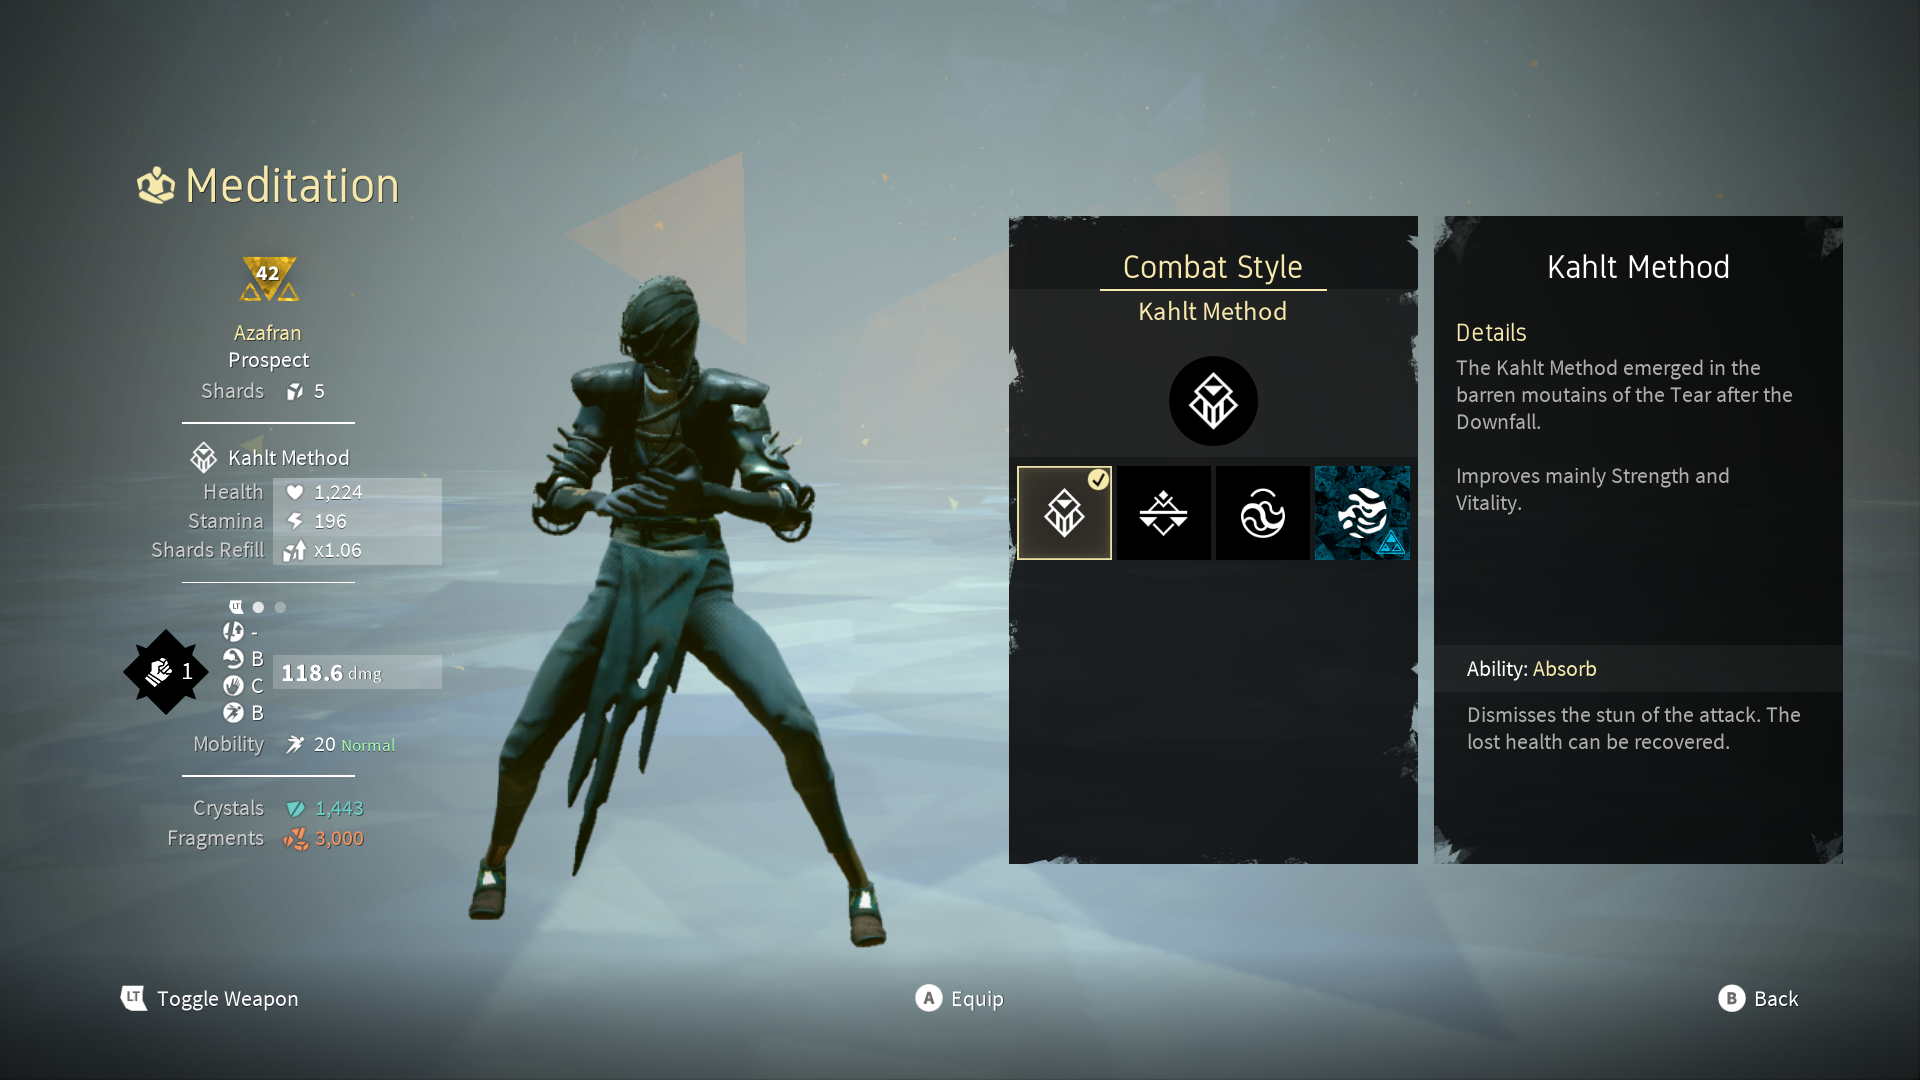 Meditation
42
Azafran
Prospect
Shards 5
Kahlt Method
Health 1,224
Stamina 196
Shards Refill x1.06
LT
-
B
C
B
1
118.6 dmg
Mobility 20 Normal
Crystals 1,443
Fragments 3,000
Combat Style
Kahlt Method
Kahlt Method
Details
The Kahlt Method emerged in the
barren moutains of the Tear after the
Downfall.
Improves mainly Strength and
Vitality.
Ability: Absorb
Dismisses the stun of the attack. The
lost health can be recovered.
LT Toggle Weapon
A Equip
B Back